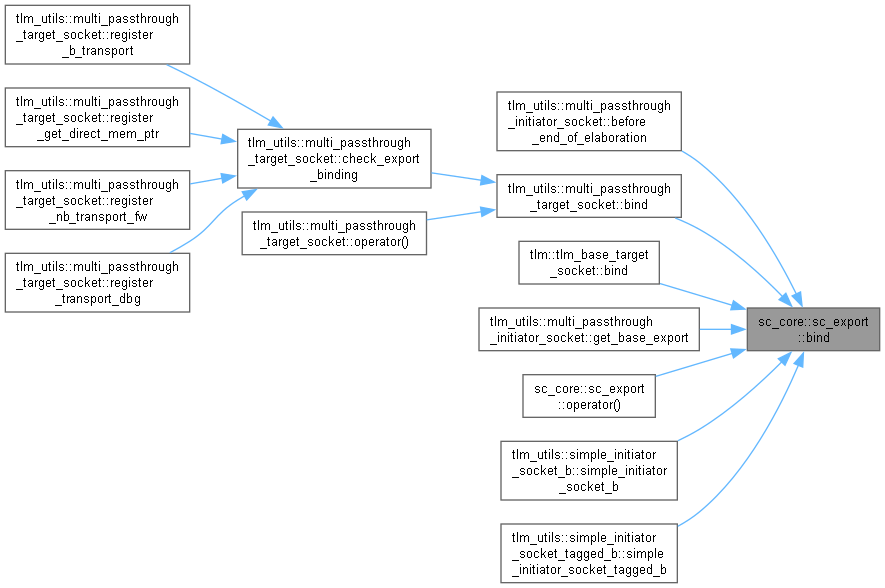 tlm_utils::multi_passthrough
_target_socket::register
_b_transport
tlm_utils::multi_passthrough
_target_socket::register
_get_direct_mem_ptr
tlm_utils::multi_passthrough
_target_socket::register
_nb_transport_fw
tlm_utils::multi_passthrough
_target_socket::register
_transport_dbg
tlm_utils::multi_passthrough
_target_socket::check_export
_binding
tlm_utils::multi_passthrough
_target_socket::operator()
tlm_utils::multi_passthrough
_initiator_socket::before
_end_of_elaboration
tlm_utils::multi_passthrough
_target_socket::bind
tlm::tlm_base_target
_socket::bind
tlm_utils::multi_passthrough
_initiator_socket::get_base_export
sc_core::sc_export
::operator()
tlm_utils::simple_initiator
_socket_b::simple_initiator
_socket_b
tlm_utils::simple_initiator
_socket_tagged_b::simple
_initiator_socket_tagged_b
sc_core::sc_export
::bind